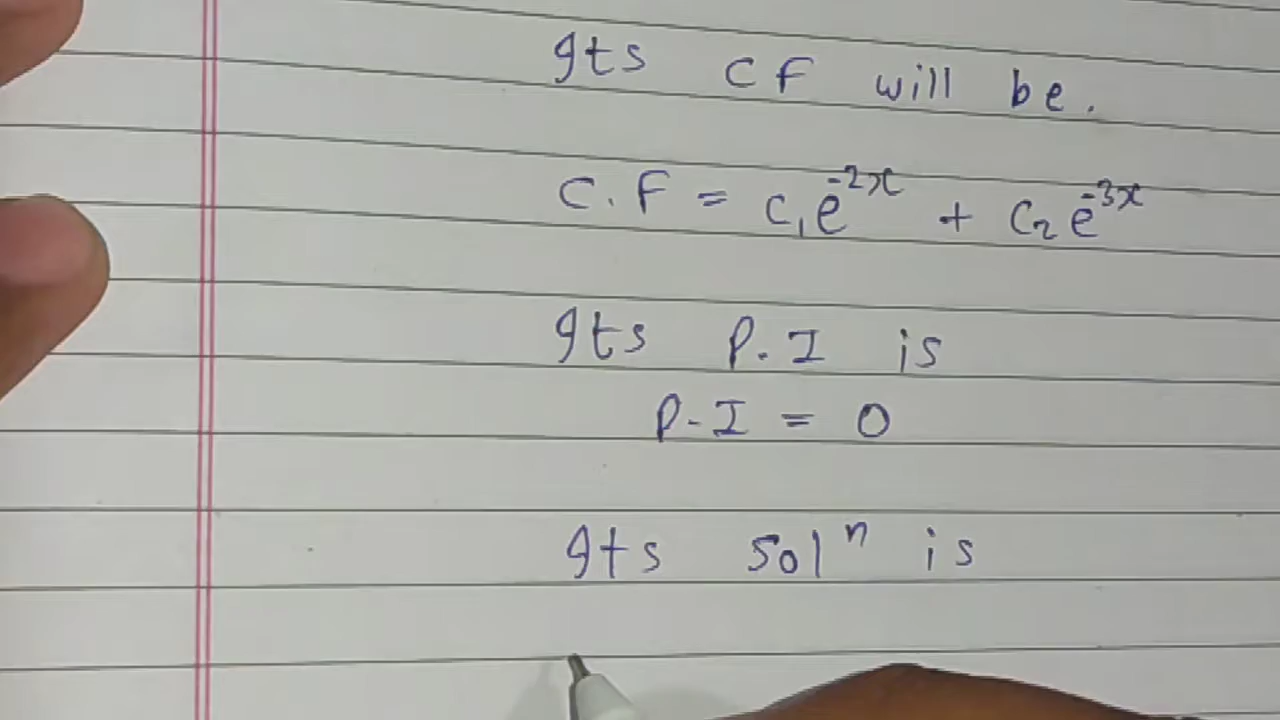 Its CF will be.
C.F = c₁e^{-2x} + c₂e^{-3x}
Its P.I is
P-I = 0
Its solⁿ is